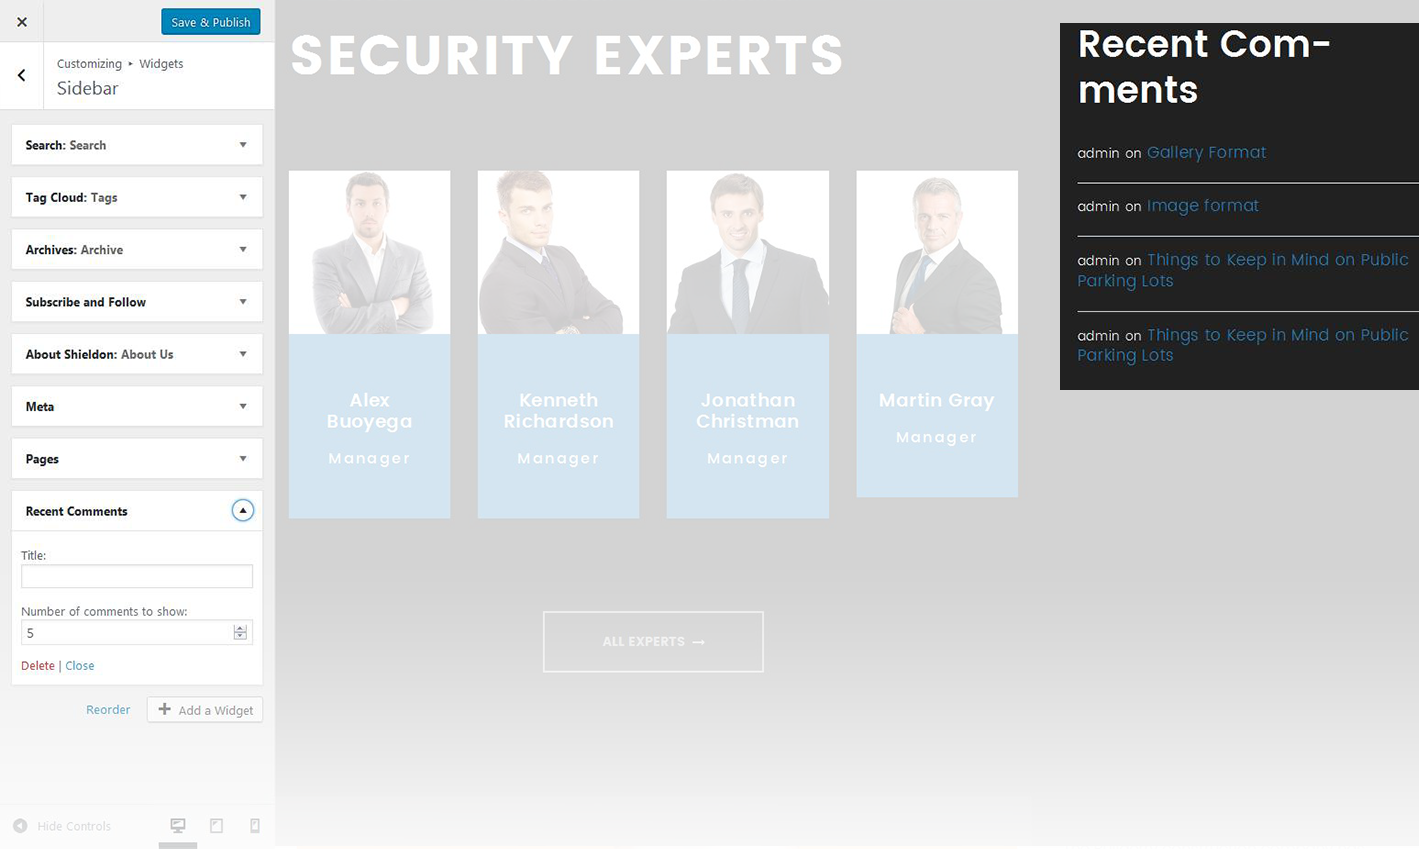 Save & Publish
Customizing ▸ Widgets
Sidebar
Search: Search
Tag Cloud: Tags
Archives: Archive
Subscribe and Follow
About Shieldon: About Us
Meta
Pages
Recent Comments
Title:
Number of comments to show:
5
Delete | Close
Reorder
Add a Widget
Hide Controls
SECURITY EXPERTS
Alex
Buoyega
Manager
Kenneth
Richardson
Manager
Jonathan
Christman
Manager
Martin Gray
Manager
ALL EXPERTS →
Recent Com-
ments
admin on Gallery Format
admin on Image format
admin on Things to Keep in Mind on Public
Parking Lots
admin on Things to Keep in Mind on Public
Parking Lots